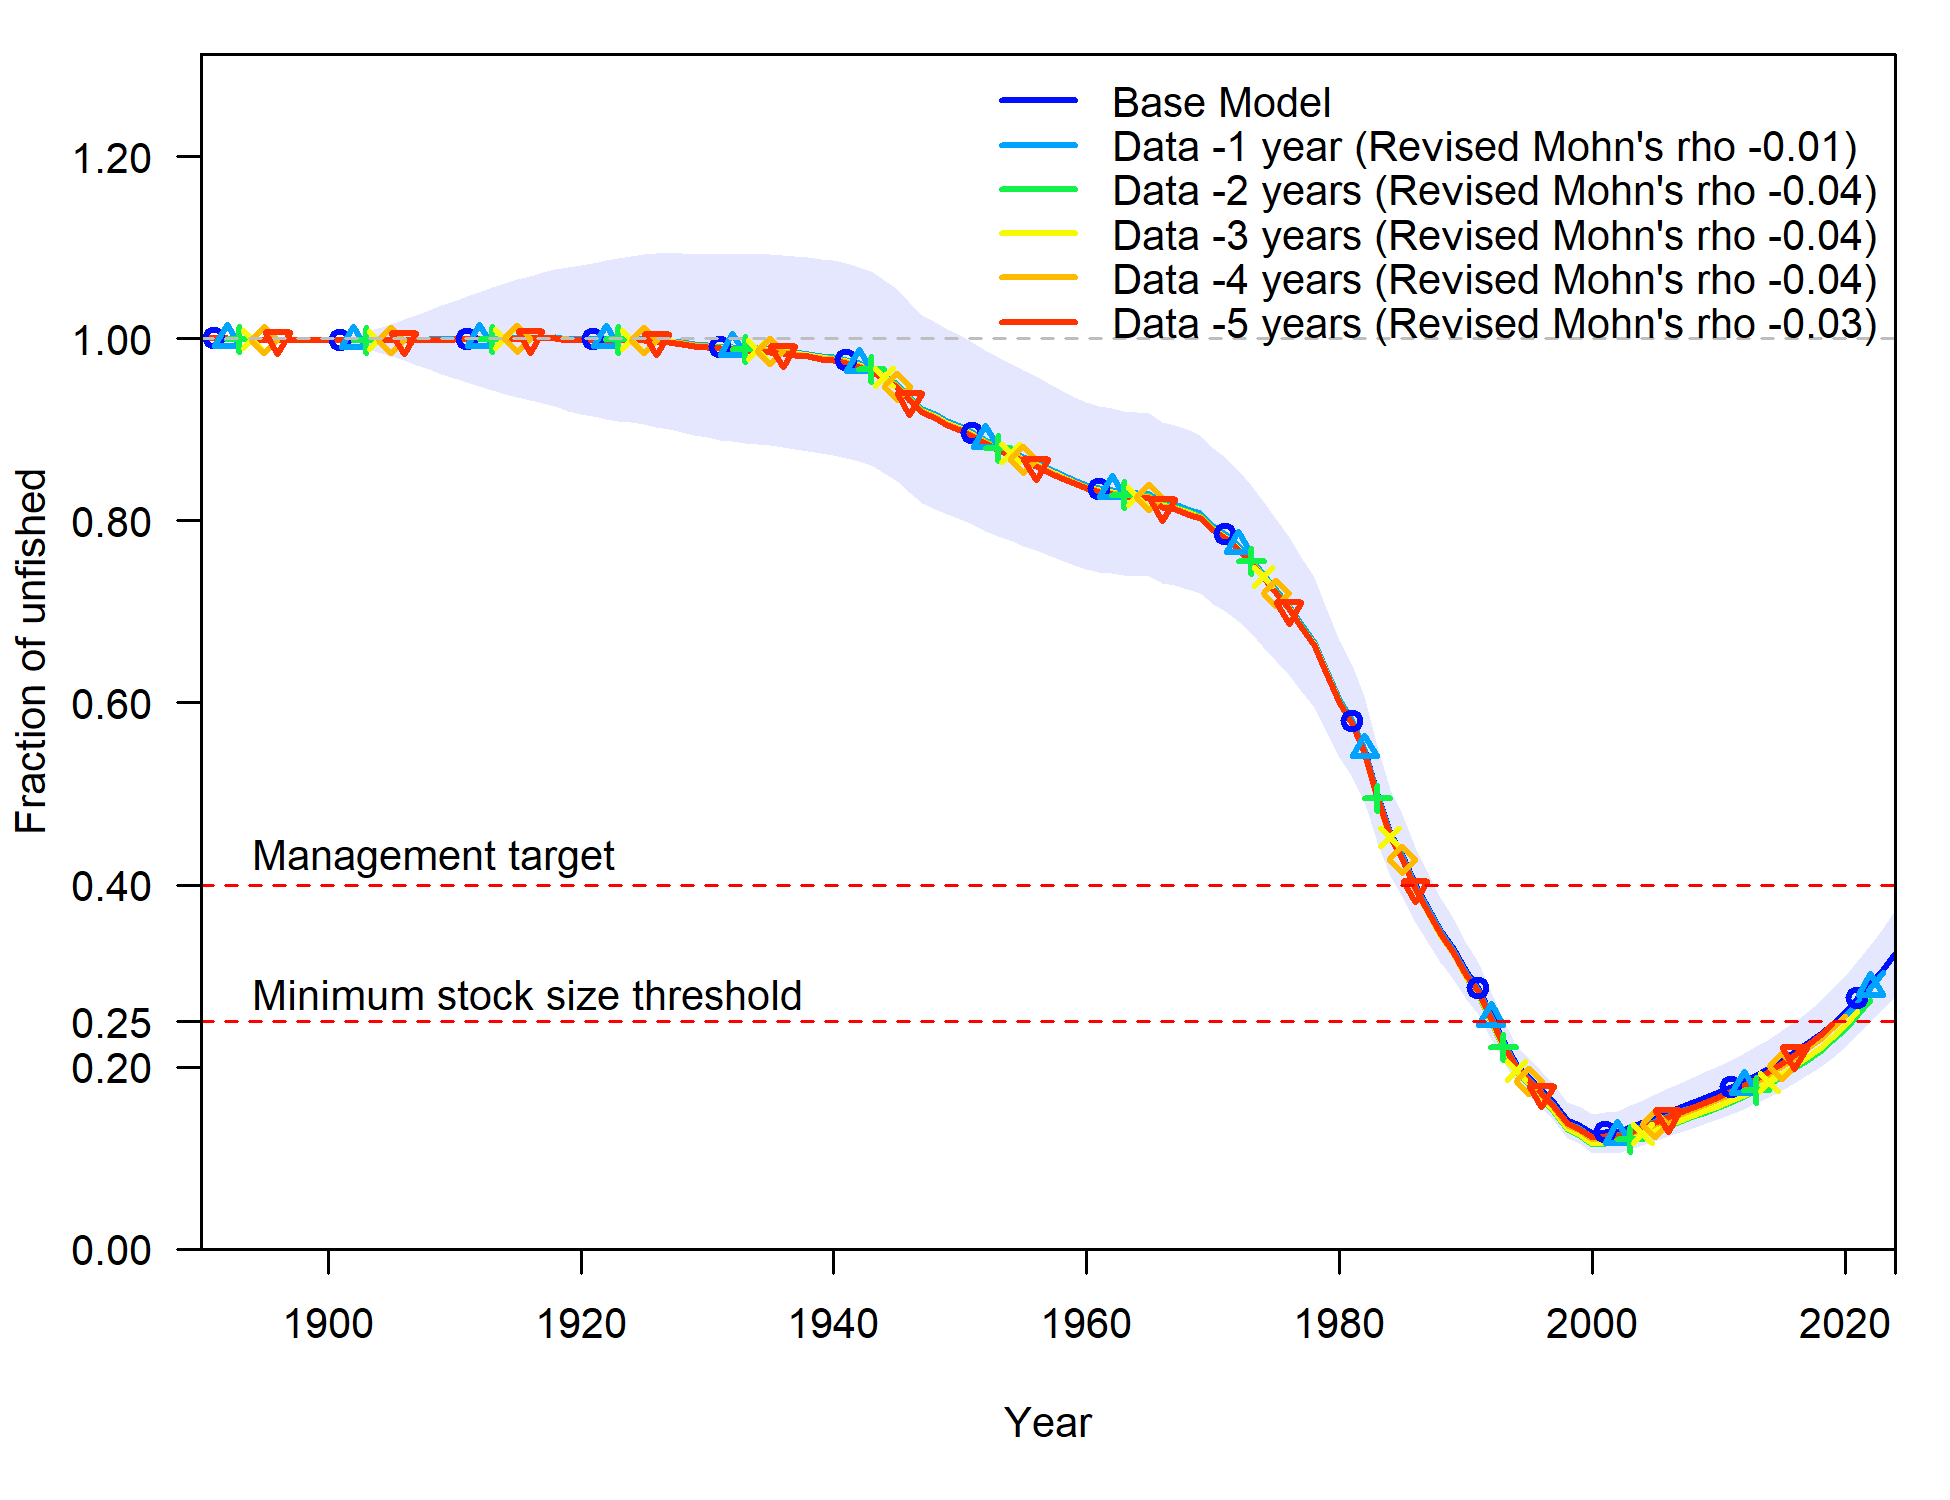 Base Model
Data -1 year (Revised Mohn's rho -0.01)
Data -2 years (Revised Mohn's rho -0.04)
Data -3 years (Revised Mohn's rho -0.04)
Data -4 years (Revised Mohn's rho -0.04)
Data -5 years (Revised Mohn's rho -0.03)
1.20
1.00
0.80
0.60
0.40
0.25
0.20
0.00
Fraction of unfished
Management target
Minimum stock size threshold
1900
1920
1940
1960
1980
2000
2020
Year